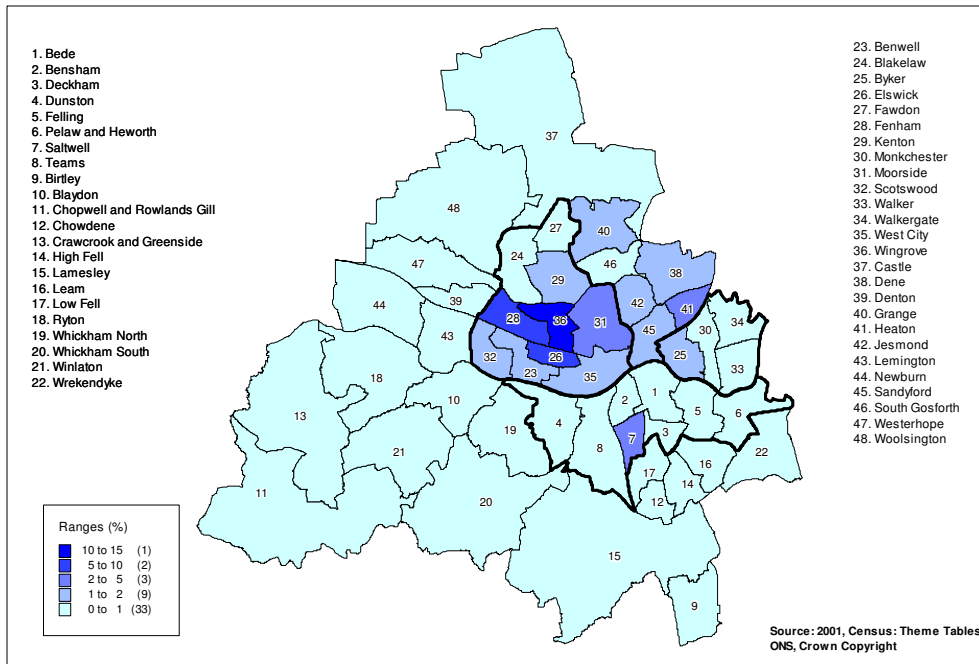 1. Bede
2. Bensham
3. Deckham
4. Dunston
5. Felling
6. Pelaw and Heworth
7. Saltwell
8. Teams
9. Birtley
10. Blaydon
11. Chopwell and Rowlands Gill
12. Chowdene
13. Crawcrook and Greenside
14. High Fell
15. Lamesley
16. Leam
17. Low Fell
18. Ryton
19. Whickham North
20. Whickham South
21. Winlaton
22. Wrekendyke
23. Benwell
24. Blakelaw
25. Byker
26. Elswick
27. Fawdon
28. Fenham
29. Kenton
30. Monkchester
31. Moorside
32. Scotswood
33. Walker
34. Walkergate
35. West City
36. Wingrove
37. Castle
38. Dene
39. Denton
40. Grange
41. Heaton
42. Jesmond
43. Lemington
44. Newburn
45. Sandyford
46. South Gosforth
47. Westerhope
48. Woolsington
37
48
27
40
24
46
47
29
38
44
39
42
41
28
36
31
34
43
45
30
32
26
25
33
23
35
18
10
2
1
13
19
4
5
6
7
3
21
8
22
17
16
11
20
14
12
15
9
Ranges (%)
10 to 15 (1)
5 to 10 (2)
2 to 5 (3)
1 to 2 (9)
0 to 1 (33)
Source: 2001, Census: Theme Tables
ONS, Crown Copyright